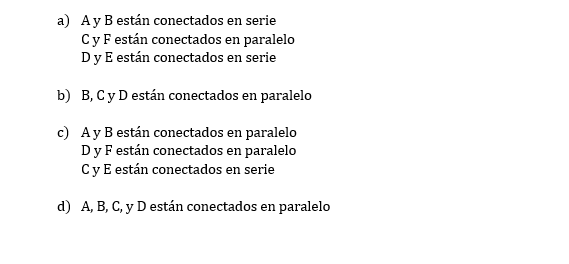 a) A y B están conectados en serie
C y F están conectados en paralelo
D y E están conectados en serie
b) B, C y D están conectados en paralelo
c) A y B están conectados en paralelo
D y F están conectados en paralelo
C y E están conectados en serie
d) A, B, C, y D están conectados en paralelo